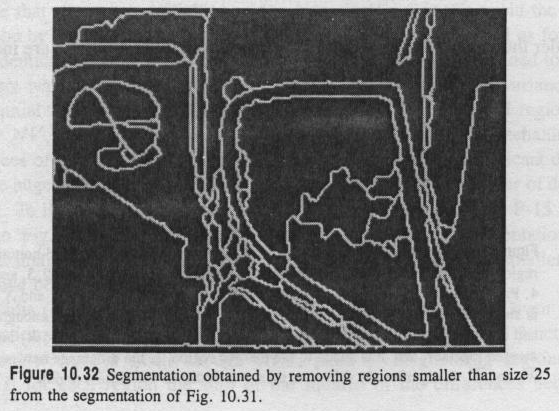 Figure 10.32 Segmentation obtained by removing regions smaller than size 25
from the segmentation of Fig. 10.31.